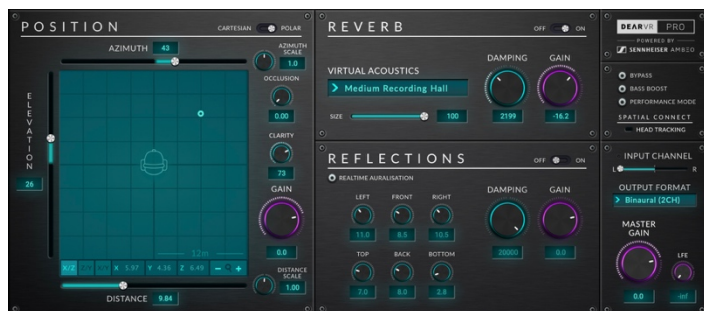 POSITION
CARTESIAN
POLAR
AZIMUTH 43
AZIMUTH SCALE
1.0
OCCLUSION
0.00
CLARITY
73
GAIN
0.0
ELEVATION
26
12m
X/Z
X 5.97 Y 4.36 Z 6.49 - +
DISTANCE 9.84
DISTANCE SCALE
1.00
REVERB
OFF ON
VIRTUAL ACOUSTICS
> Medium Recording Hall
SIZE 100
DAMPING
2199
GAIN
-16.2
REFLECTIONS
OFF ON
REALTIME AURALISATION
LEFT FRONT RIGHT
11.0 8.5 10.5
TOP BACK BOTTOM
7.0 8.0 2.8
DAMPING
20000
GAIN
0.0
DEARVR PRO
POWERED BY
SENNHEISER AMBEO
BYPASS
BASS BOOST
PERFORMANCE MODE
SPATIAL CONNECT
HEAD TRACKING
INPUT CHANNEL
L R
OUTPUT FORMAT
> Binaural (2CH)
MASTER GAIN
0.0
LFE
-inf